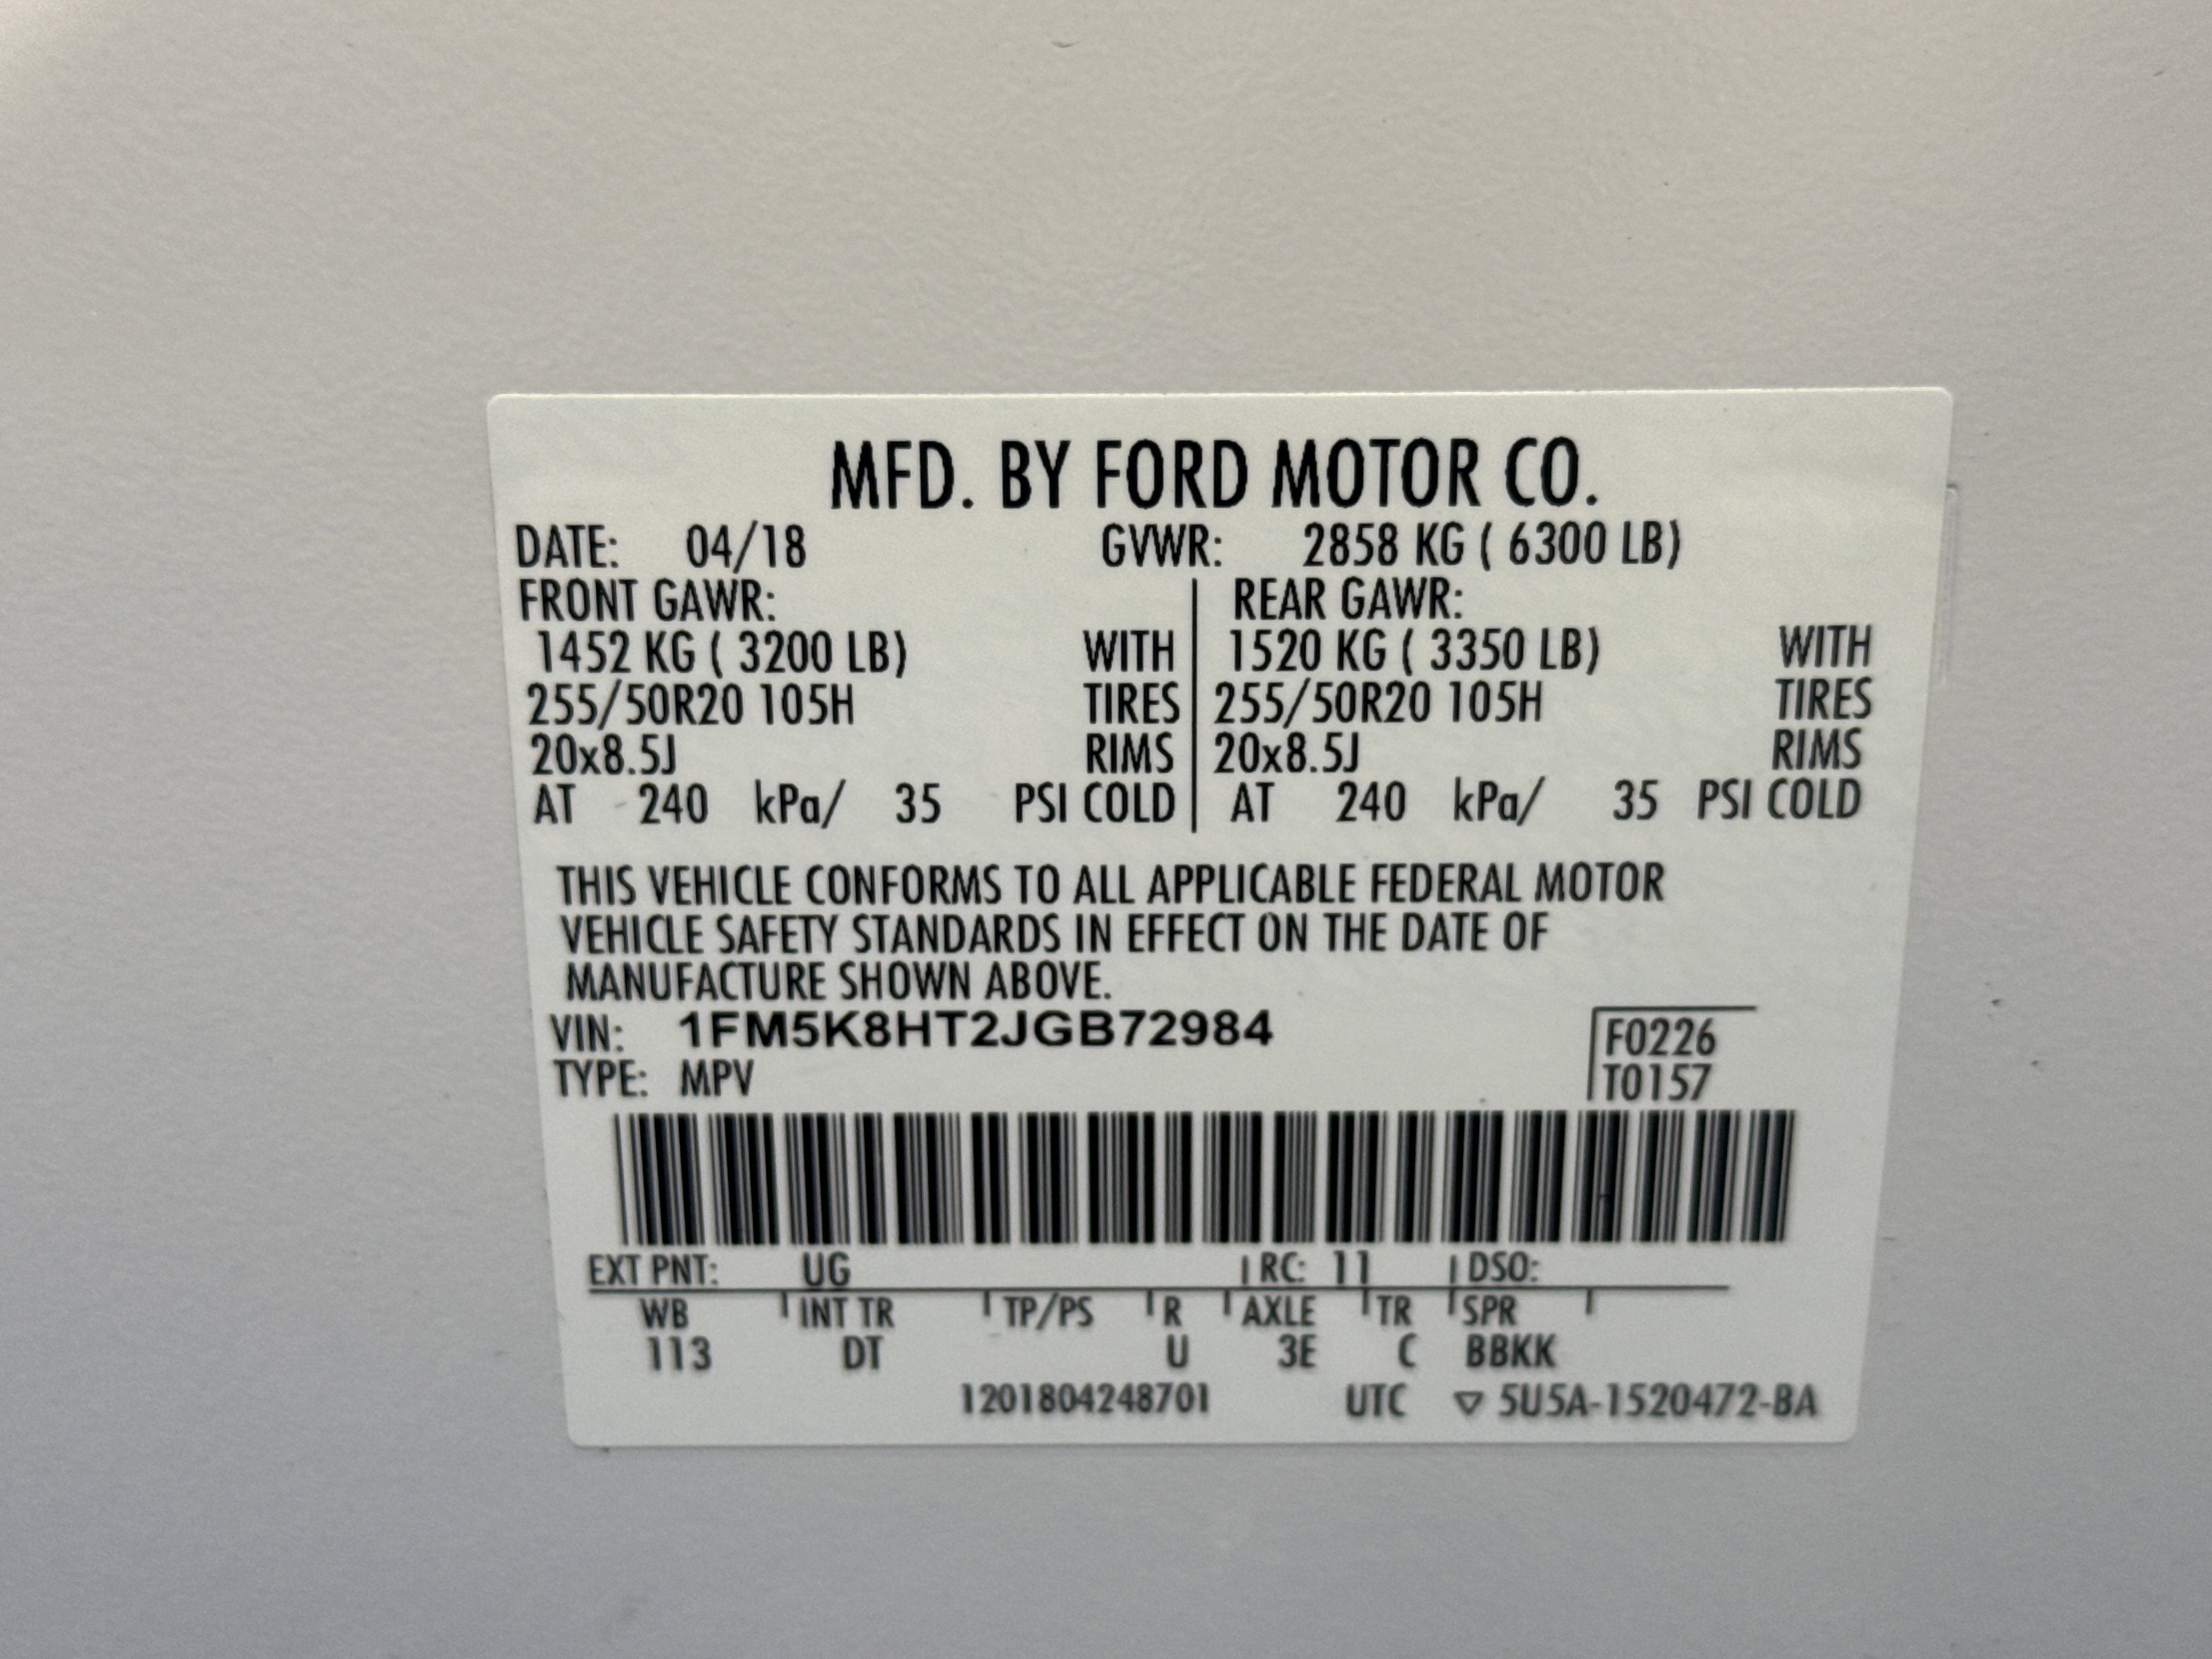 MFD. BY FORD MOTOR CO.
DATE: 04/18 GVWR: 2858 KG ( 6300 LB)
FRONT GAWR: REAR GAWR:
1452 KG ( 3200 LB) WITH 1520 KG ( 3350 LB) WITH
255/50R20 105H TIRES 255/50R20 105H TIRES
20x8.5J RIMS 20x8.5J RIMS
AT 240 kPa/ 35 PSI COLD AT 240 kPa/ 35 PSI COLD
THIS VEHICLE CONFORMS TO ALL APPLICABLE FEDERAL MOTOR
VEHICLE SAFETY STANDARDS IN EFFECT ON THE DATE OF
MANUFACTURE SHOWN ABOVE.
VIN: 1FM5K8HT2JGB72984 F0226
TYPE: MPV T0157
EXT PNT: UG RC: 11 DSO:
WB INT TR TP/PS R AXLE TR SPR
113 DT U 3E C BBKK
1201804248701 UTC ▽ 5U5A-1520472-BA